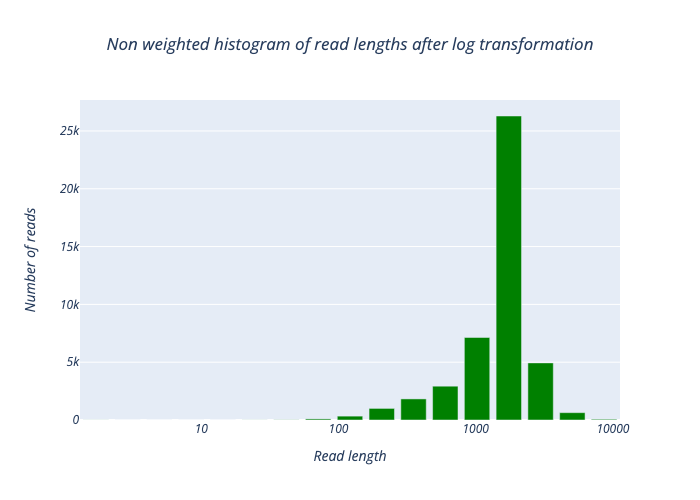 Non weighted histogram of read lengths after log transformation
Number of reads
25k
20k
15k
10k
5k
0
10
100
1000
10000
Read length